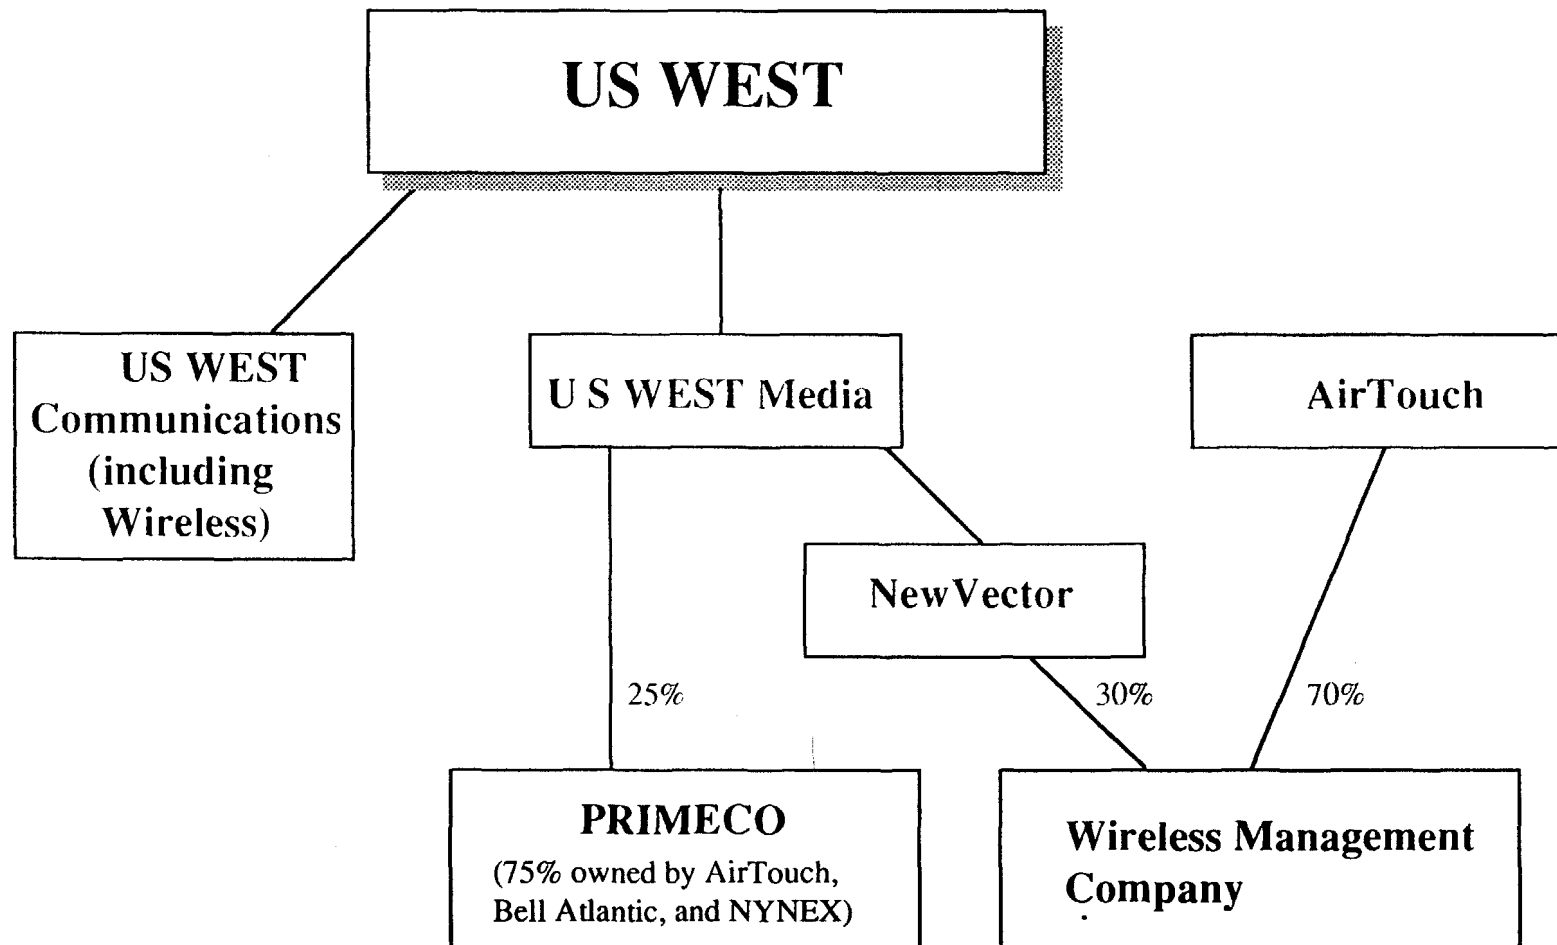 US WEST
US WEST
Communications
(including
Wireless)
U S WEST Media
AirTouch
NewVector
25%
30%
70%
PRIMECO
(75% owned by AirTouch,
Bell Atlantic, and NYNEX)
Wireless Management
Company